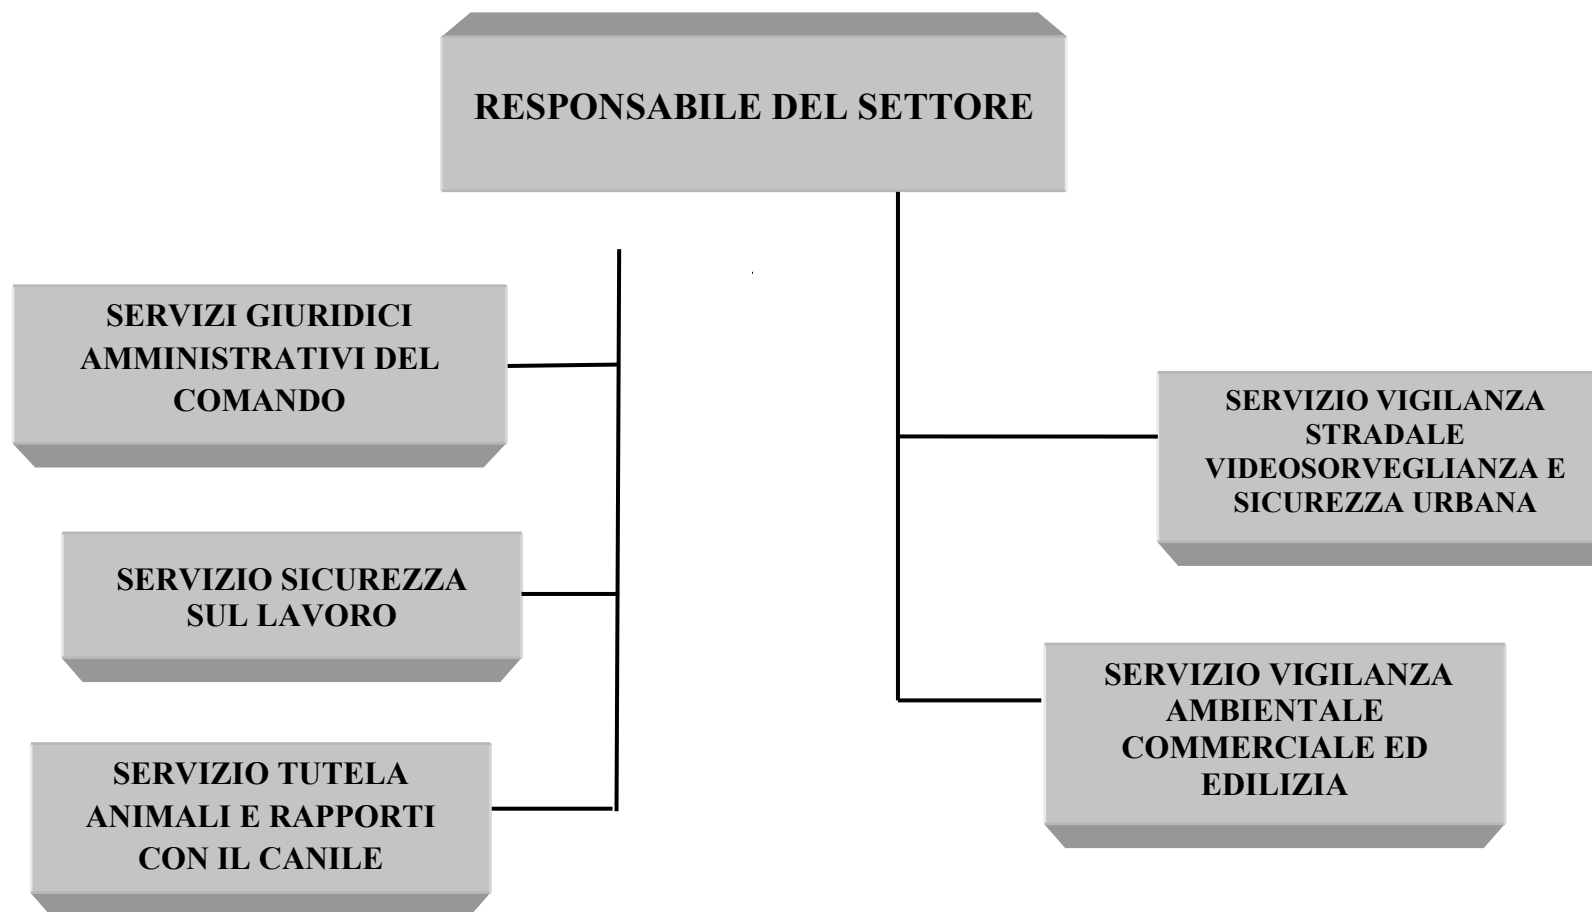 RESPONSABILE DEL SETTORE
SERVIZI GIURIDICI
AMMINISTRATIVI DEL
COMANDO
SERVIZIO SICUREZZA
SUL LAVORO
SERVIZIO TUTELA
ANIMALI E RAPPORTI
CON IL CANILE
SERVIZIO VIGILANZA
STRADALE
VIDEOSORVEGLIANZA E
SICUREZZA URBANA
SERVIZIO VIGILANZA
AMBIENTALE
COMMERCIALE ED
EDILIZIA